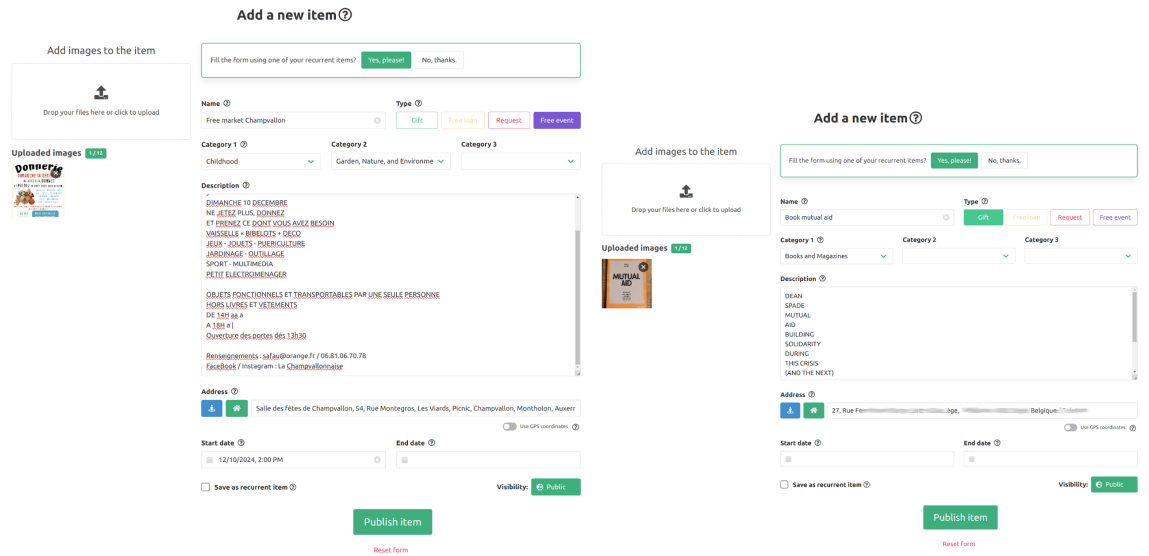 Add a new item
Add images to the item
Drop your files here or click to upload
Uploaded images 1 / 12
Donnerie
DIMANCHE 10 DECEMBRE
Fill the form using one of your recurrent items? Yes, please! No, thanks.
Name
Type
Free market Champvallon
Gift Free loan Request Free event
Category 1 Category 2 Category 3
Childhood Garden, Nature, and Environme
Description
DIMANCHE 10 DECEMBRE
NE JETEZ PLUS, DONNEZ
ET PRENEZ CE DONT VOUS AVEZ BESOIN
VAISSELLE « BIBELOTS + DECO
JEUX - JOUETS - PUERICULTURE
JARDINAGE - OUTILLAGE
SPORT - MULTIMEDIA
PETIT ELECTROMENAGER
OBJETS FONCTIONNELS ET TRANSPORTABLES PAR UNE SEULE PERSONNE
HORS LIVRES ET VETEMENTS
DE 14H aa a
A 18H a |
Ouverture des portes dès 13h30
Renseignements : safau@orange.fr / 06.81.06.70.78
FaceBook / Instagram : La Champvallonnaise
Address
Salle des fêtes de Champvallon, 54, Rue Montegros, Les Viards, Picnic, Champvallon, Montholon, Auxerr
Use GPS coordinates
Start date End date
12/10/2024, 2:00 PM
Save as recurrent item
Visibility: Public
Publish item
Reset form
Add a new item
Add images to the item
Drop your files here or click to upload
Uploaded images 1 / 12
MUTUAL
AID
Fill the form using one of your recurrent items? Yes, please! No, thanks.
Name
Type
Book mutual aid
Gift Free loan Request Free event
Category 1 Category 2 Category 3
Books and Magazines
Description
DEAN
SPADE
MUTUAL
AID
BUILDING
SOLIDARITY
DURING
THIS CRISIS
(AND THE NEXT)
Address
27, Rue Fe ège, Belgique
Use GPS coordinates
Start date End date
Save as recurrent item
Visibility: Public
Publish item
Reset form